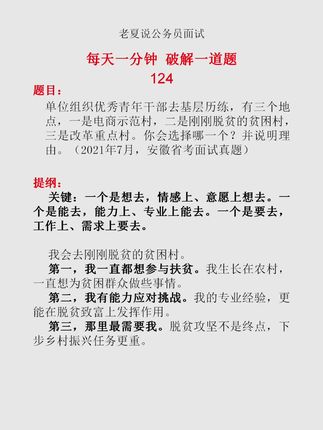 老夏说公务员面试
每天一分钟 破解一道题
124
题目：
单位组织优秀青年干部去基层历练，有三个地
点，一是电商示范村，二是刚刚脱贫的贫困村，
三是改革重点村。你会选择哪一个？并说明理
由。（2021年7月，安徽省考面试真题）
提纲：
关键：一个是想去，情感上、意愿上想去。一
个是能去，能力上、专业上能去。一个是要去，
工作上、需求上要去。
我会去刚刚脱贫的贫困村。
第一，我一直都想参与扶贫。我生长在农村，
一直想为贫困群众做些事情。
第二，我有能力应对挑战。我的专业经验，更
能在脱贫致富上发挥作用。
第三，那里最需要我。脱贫攻坚不是终点，下
步乡村振兴任务更重。